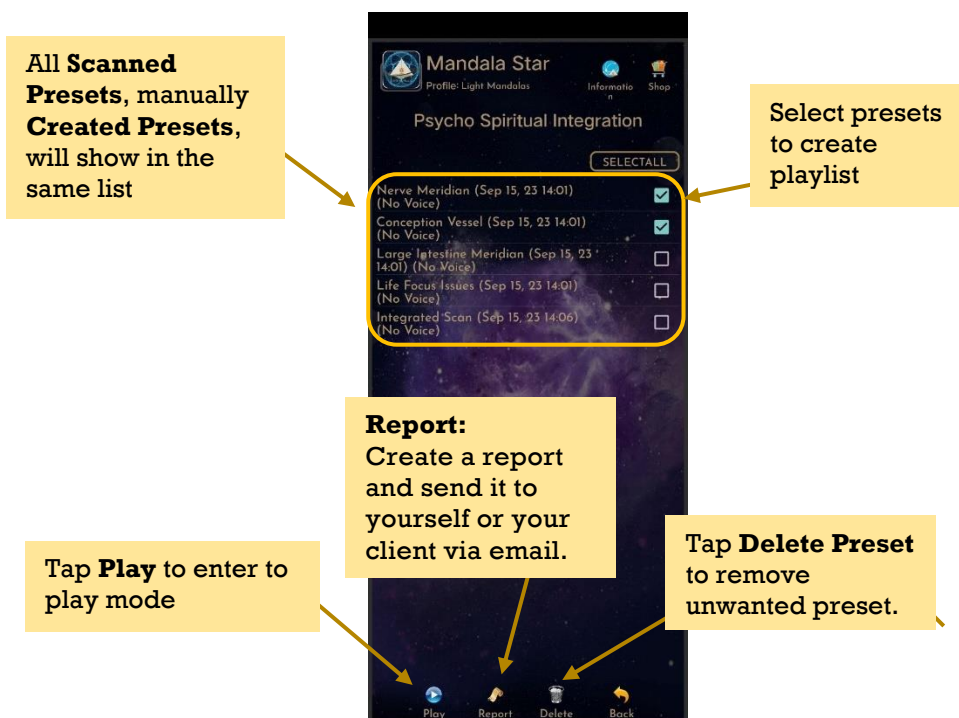 All Scanned
Presets, manually
Created Presets,
will show in the
same list
Mandala Star
Profile: Light Mandalas
Informatio
n
Shop
Psycho Spiritual Integration
SELECTALL
Nerve Meridian (Sep 15, 23 14:01)
(No Voice)
Conception Vessel (Sep 15, 23 14:01)
(No Voice)
Large Intestine Meridian (Sep 15, 23
14:01) (No Voice)
Life Focus Issues (Sep 15, 23 14:01)
(No Voice)
Integrated Scan (Sep 15, 23 14:06)
(No Voice)
Select presets
to create
playlist
Report:
Create a report
and send it to
yourself or your
client via email.
Tap Play to enter to
play mode
Tap Delete Preset
to remove
unwanted preset.
Play
Report
Delete
Back